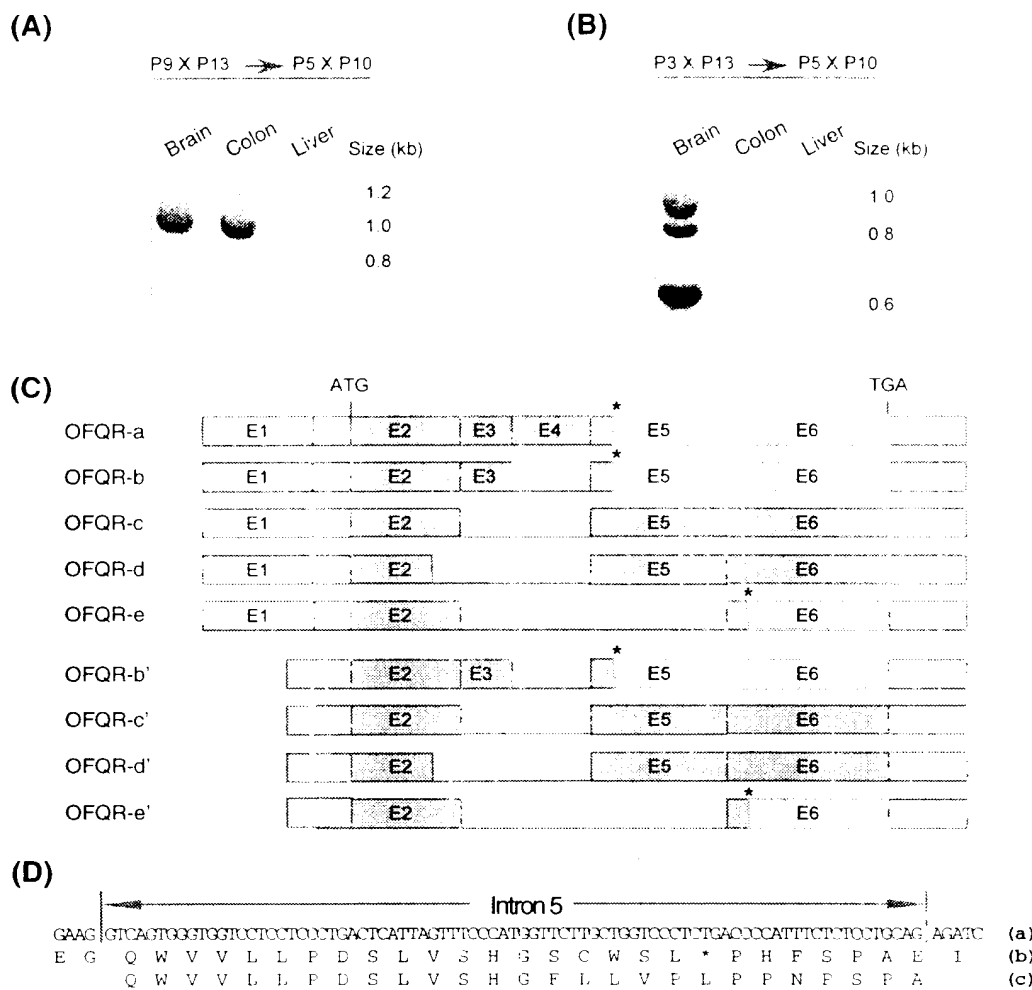 (A)
P9 X P13 → P5 X P10
Brain Colon Liver Size (kb)
1.2
1.0
0.8
(B)
P3 X P13 → P5 X P10
Brain Colon Liver Size (kb)
1.0
0.8
0.6
(C)
ATG TGA
*
OFQR-a E1 E2 E3 E4 E5 E6
*
OFQR-b E1 E2 E3 E5 E6
OFQR-c E1 E2 E5 E6
OFQR-d E1 E2 E5 E6
*
OFQR-e E1 E2 E6
*
OFQR-b' E2 E3 E5 E6
OFQR-c' E2 E5 E6
OFQR-d' E2 E5 E6
*
OFQR-e' E2 E6
(D)
Intron 5
GAAG GTCAGTGGGTGGTCCTCCTCCCTGACTCATTAGTTTCCCATGGTTCTTGCTGGTCCCTCTGACCCCATTTCTCTCCTGCAG AGATC (a)
E G Q W V V L L P D S L V S H G S C W S L * P H F S P A E I (b)
Q W V V L L P D S L V S H G F L L V P L P P N F S P A (c)